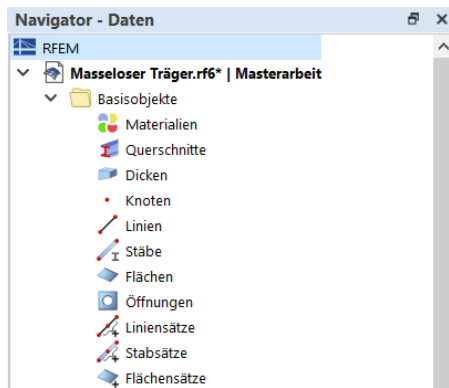 Navigator - Daten
RFEM
Masseloser Träger.rf6* | Masterarbeit
Basisobjekte
Materialien
Querschnitte
Dicken
Knoten
Linien
Stäbe
Flächen
Öffnungen
Liniensätze
Stabsätze
Flächensätze